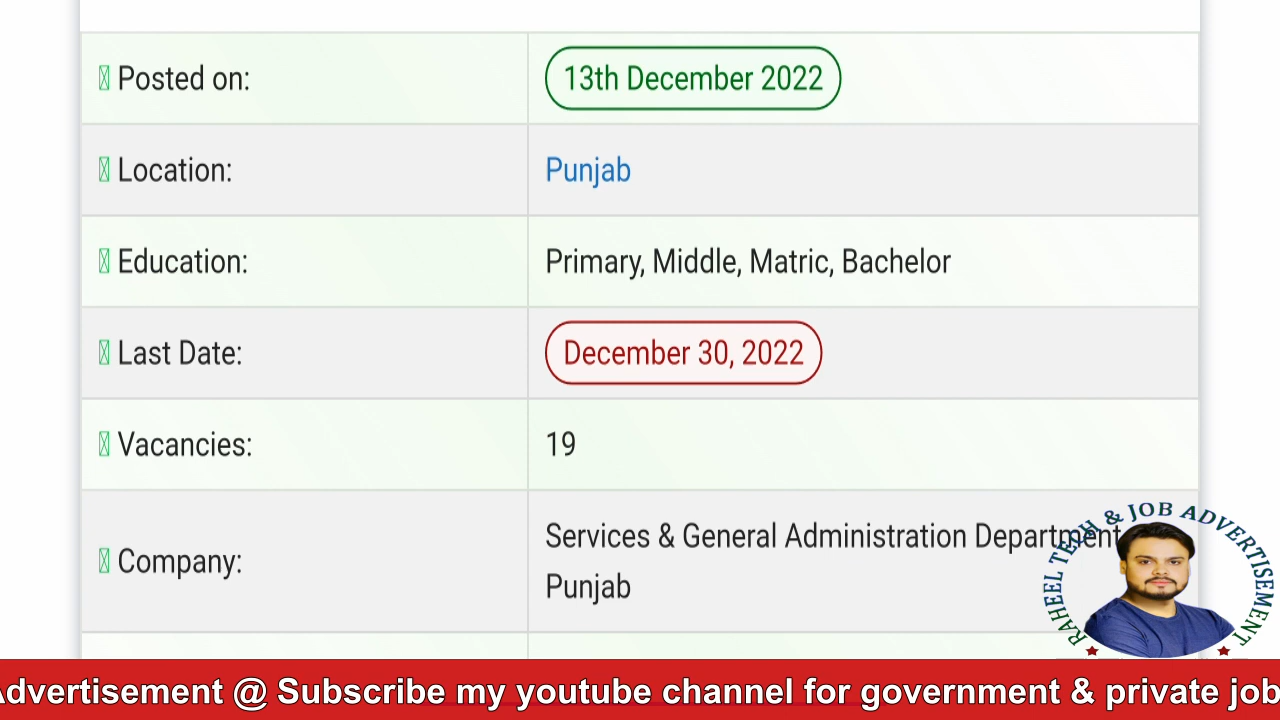 Posted on: 13th December 2022
Location: Punjab
Education: Primary, Middle, Matric, Bachelor
Last Date: December 30, 2022
Vacancies: 19
Company: Services & General Administration Department
Punjab
RAHEEL TECH & JOB ADVERTISEMENT
Advertisement @ Subscribe my youtube channel for government & private job